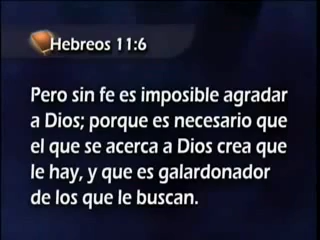 Hebreos 11:6
Pero sin fe es imposible agradar
a Dios; porque es necesario que
el que se acerca a Dios crea que
le hay, y que es galardonador
de los que le buscan.